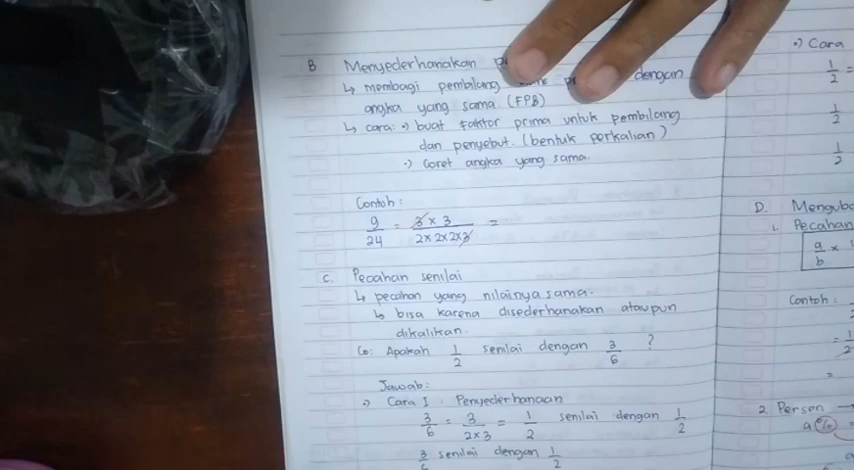 B Menyederhanakan
↳ membagi pembilang dengan
angka yang sama (FPB)
↳ cara: •) buat faktor prima untuk pembilang
dan penyebut. (bentuk perkalian)
•) Coret angka yang sama.
Contoh:
9/24 = 3 x 3 / 2 x 2 x 2 x 3 =
C. Pecahan senilai
↳ pecahan yang nilainya sama.
↳ bisa karena disederhanakan ataupun
dikalikan.
Co: Apakah 1/2 senilai dengan 3/6 ?
Jawab:
•) Cara I : Penyederhanaan
3/6 = 3 / 2x3 = 1/2 senilai dengan 1/2
3/6 senilai dengan 1/2
•) Cara
1/2 =
1/2
1/2
D. Menguba
1. Pecahan
a/b x 1
Contoh :
2. Persen
a%